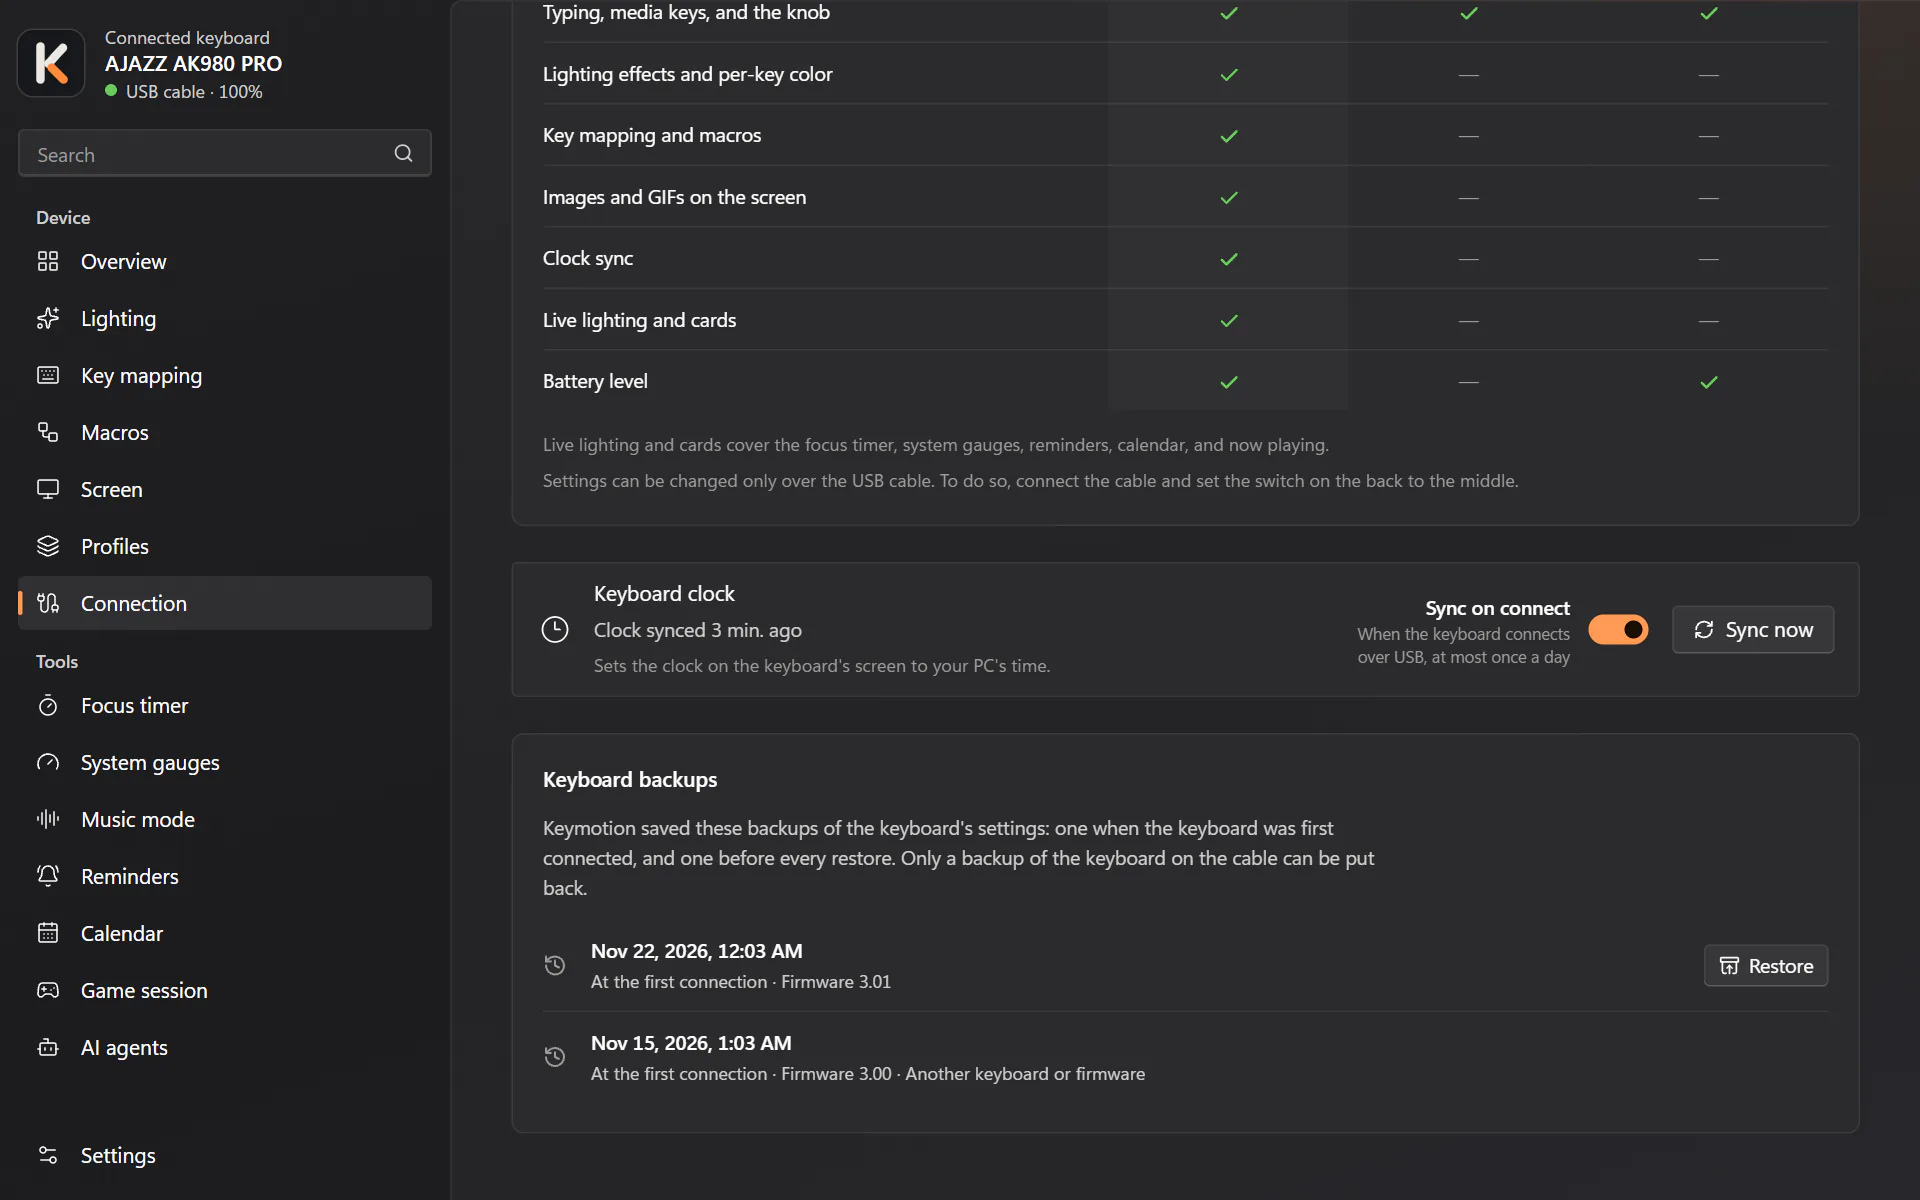 Connected keyboard
AJAZZ AK980 PRO
USB cable · 100%
Search
Device
Overview
Lighting
Key mapping
Macros
Screen
Profiles
Connection
Tools
Focus timer
System gauges
Music mode
Reminders
Calendar
Game session
AI agents
Settings
Typing, media keys, and the knob
Lighting effects and per-key color
Key mapping and macros
Images and GIFs on the screen
Clock sync
Live lighting and cards
Battery level
Live lighting and cards cover the focus timer, system gauges, reminders, calendar, and now playing.
Settings can be changed only over the USB cable. To do so, connect the cable and set the switch on the back to the middle.
Keyboard clock
Clock synced 3 min. ago
Sets the clock on the keyboard's screen to your PC's time.
Sync on connect
When the keyboard connects
over USB, at most once a day
Sync now
Keyboard backups
Keymotion saved these backups of the keyboard's settings: one when the keyboard was first
connected, and one before every restore. Only a backup of the keyboard on the cable can be put
back.
Nov 22, 2026, 12:03 AM
At the first connection · Firmware 3.01
Restore
Nov 15, 2026, 1:03 AM
At the first connection · Firmware 3.00 · Another keyboard or firmware